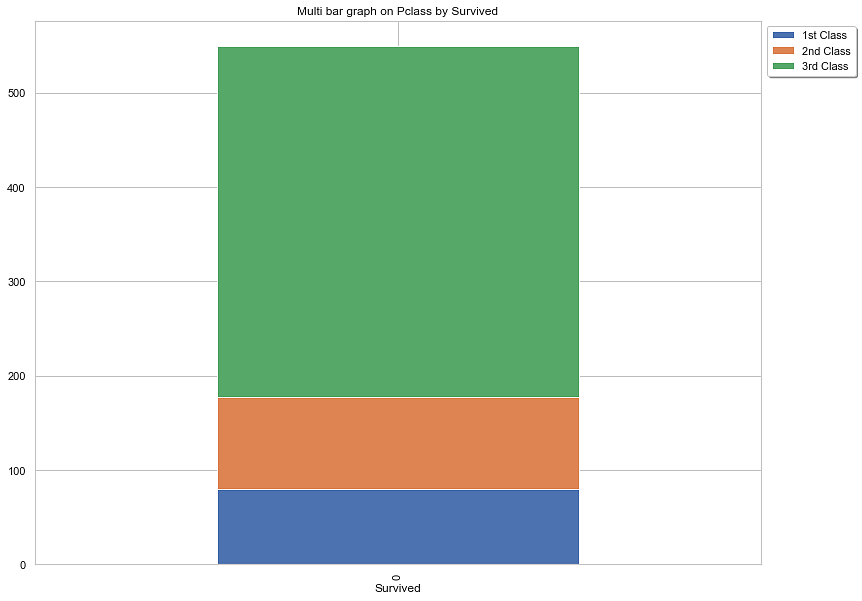 Multi bar graph on Pclass by Survived
1st Class
2nd Class
3rd Class
500
400
300
200
100
0
0
Survived